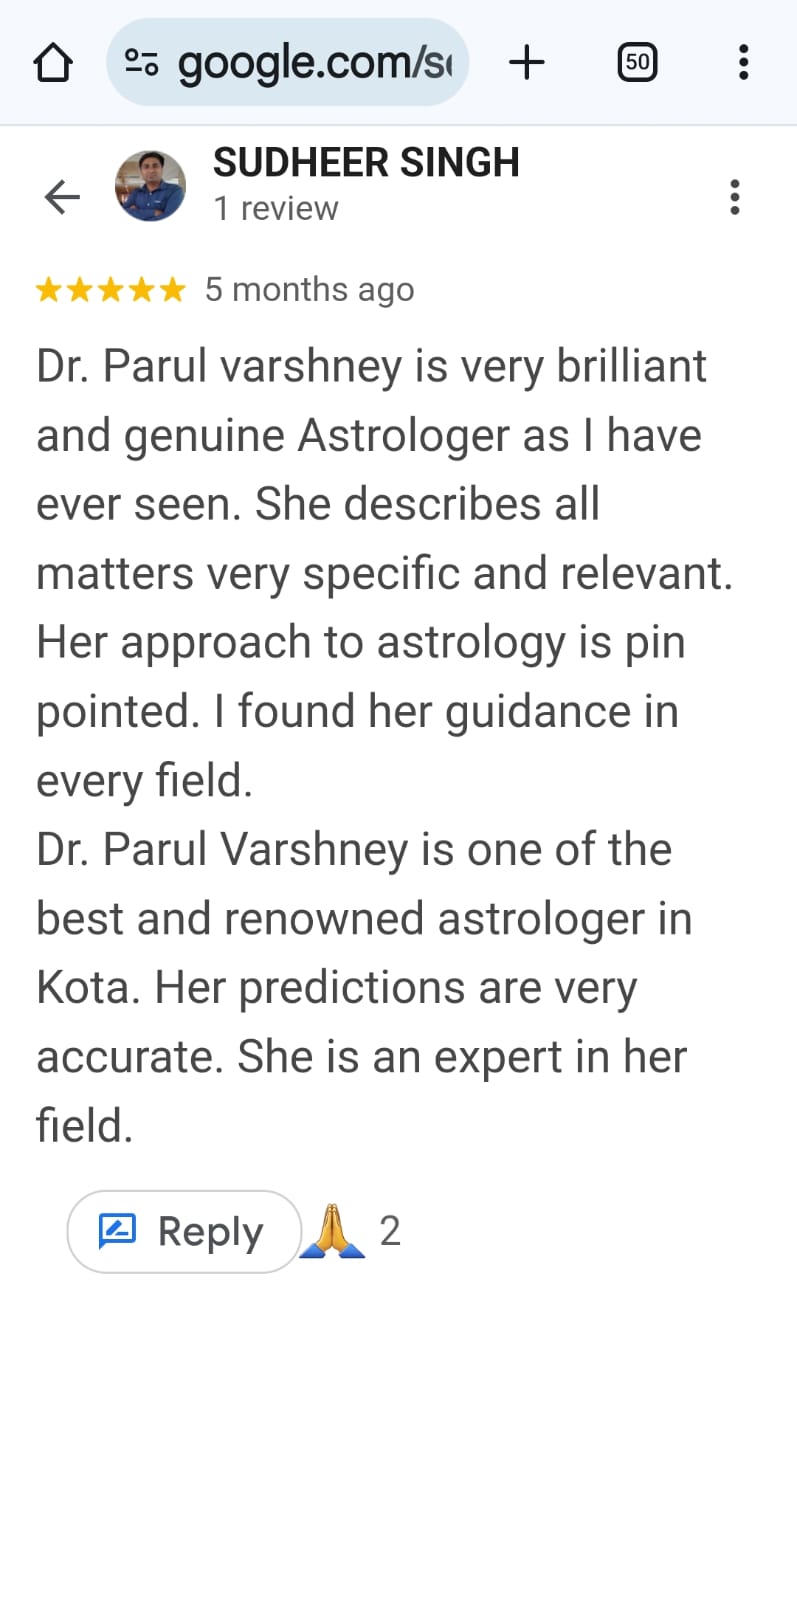 google.com/s
50
SUDHEER SINGH
1 review
5 months ago
Dr. Parul varshney is very brilliant
and genuine Astrologer as I have
ever seen. She describes all
matters very specific and relevant.
Her approach to astrology is pin
pointed. I found her guidance in
every field.
Dr. Parul Varshney is one of the
best and renowned astrologer in
Kota. Her predictions are very
accurate. She is an expert in her
field.
Reply 🙏 2